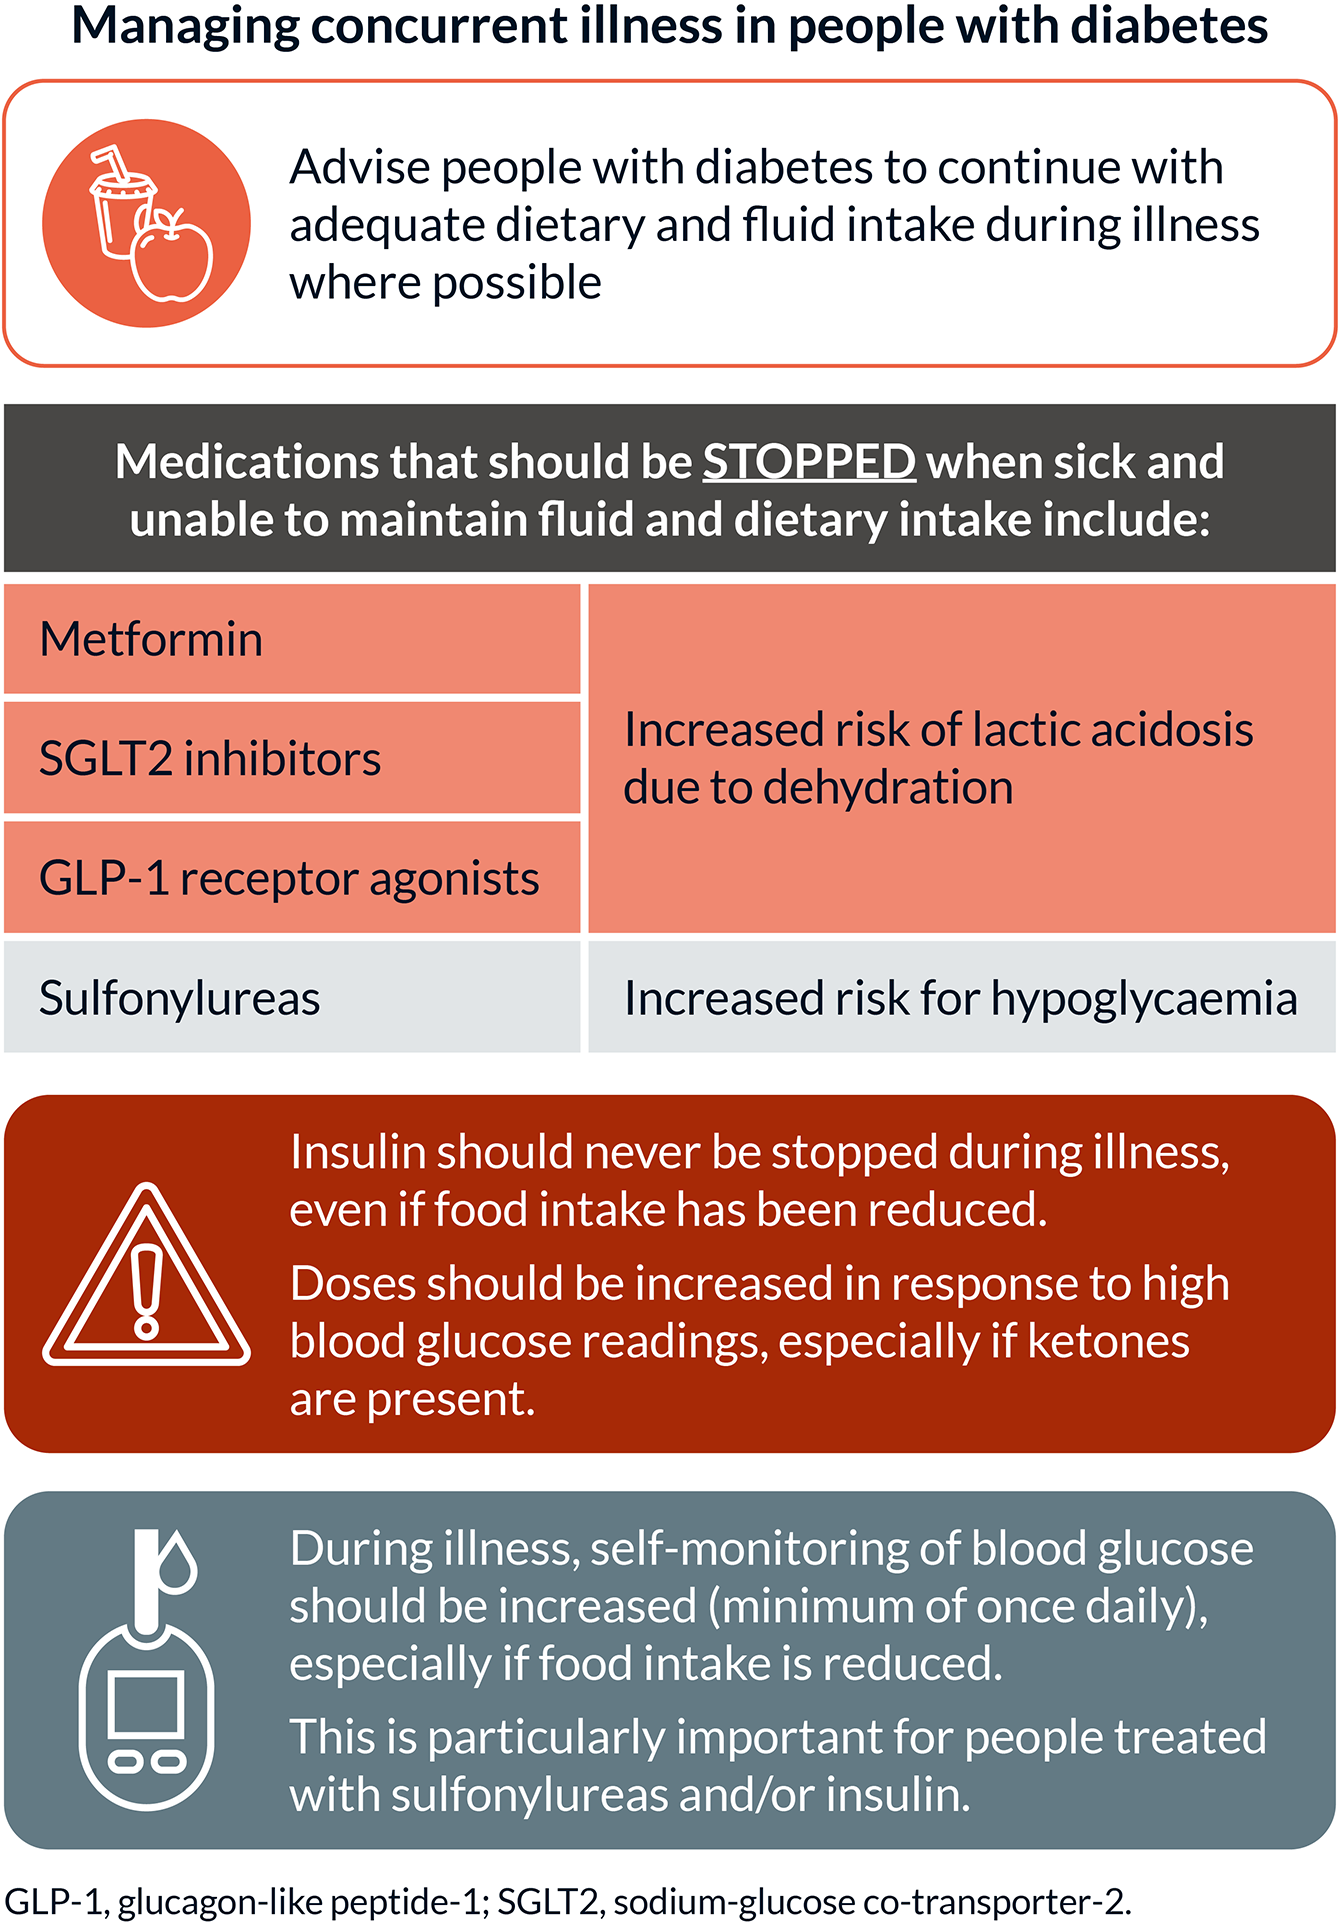 Managing concurrent illness in people with diabetes
Advise people with diabetes to continue with
adequate dietary and fluid intake during illness
where possible
Medications that should be STOPPED when sick and
unable to maintain fluid and dietary intake include:
Metformin
SGLT2 inhibitors
GLP-1 receptor agonists
Increased risk of lactic acidosis
due to dehydration
Sulfonylureas
Increased risk for hypoglycaemia
Insulin should never be stopped during illness,
even if food intake has been reduced.
Doses should be increased in response to high
blood glucose readings, especially if ketones
are present.
During illness, self-monitoring of blood glucose
should be increased (minimum of once daily),
especially if food intake is reduced.
This is particularly important for people treated
with sulfonylureas and/or insulin.
GLP-1, glucagon-like peptide-1; SGLT2, sodium-glucose co-transporter-2.